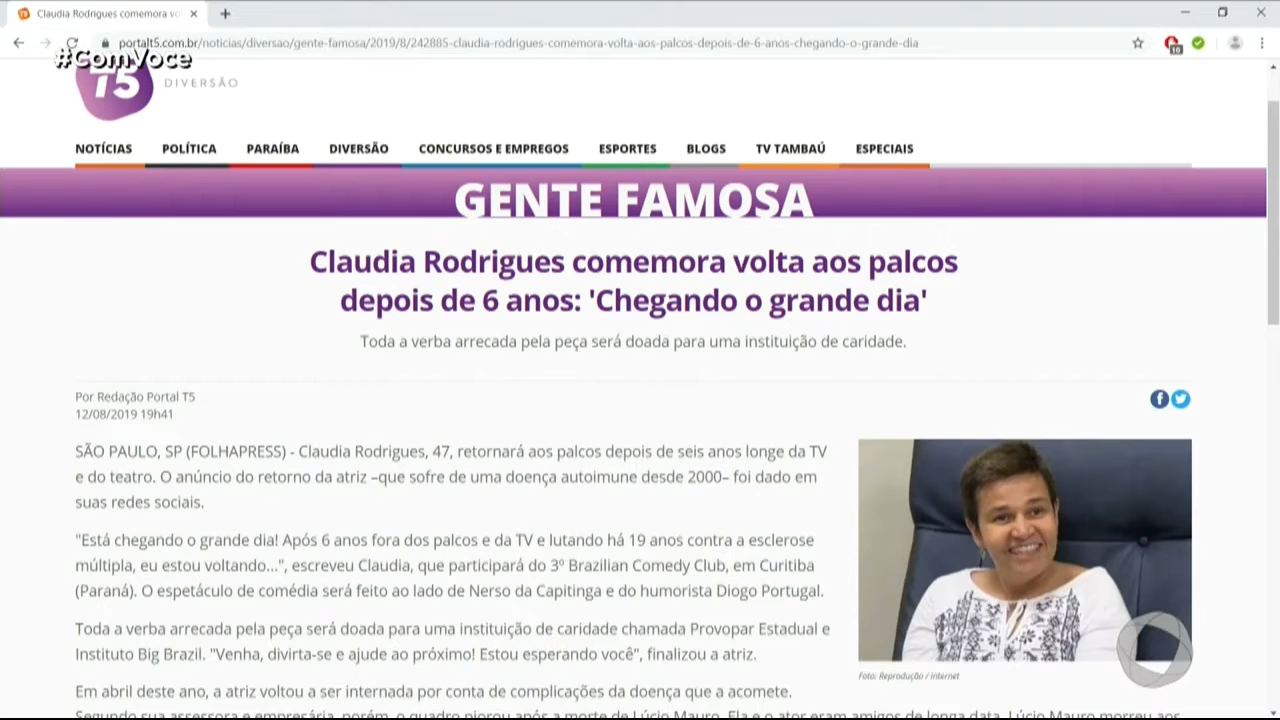 Claudia Rodrigues comemora vo
portalt5.com.br/noticias/diversao/gente-famosa/2019/8/242885-claudia-rodrigues-comemora-volta-aos-palcos-depois-de-6-anos-chegando-o-grande-dia
10
#ComVoce
T5
DIVERSÃO
NOTÍCIAS POLÍTICA PARAÍBA DIVERSÃO CONCURSOS E EMPREGOS ESPORTES BLOGS TV TAMBAÚ ESPECIAIS
GENTE FAMOSA
Claudia Rodrigues comemora volta aos palcos
depois de 6 anos: 'Chegando o grande dia'
Toda a verba arrecada pela peça será doada para uma instituição de caridade.
Por Redação Portal T5
12/08/2019 19h41
SÃO PAULO, SP (FOLHAPRESS) - Claudia Rodrigues, 47, retornará aos palcos depois de seis anos longe da TV
e do teatro. O anúncio do retorno da atriz –que sofre de uma doença autoimune desde 2000– foi dado em
suas redes sociais.
"Está chegando o grande dia! Após 6 anos fora dos palcos e da TV e lutando há 19 anos contra a esclerose
múltipla, eu estou voltando...", escreveu Claudia, que participará do 3º Brazilian Comedy Club, em Curitiba
(Paraná). O espetáculo de comédia será feito ao lado de Nerso da Capitinga e do humorista Diogo Portugal.
Toda a verba arrecada pela peça será doada para uma instituição de caridade chamada Provopar Estadual e
Instituto Big Brazil. "Venha, divirta-se e ajude ao próximo! Estou esperando você", finalizou a atriz.
Foto: Reprodução / Internet
Em abril deste ano, a atriz voltou a ser internada por conta de complicações da doença que a acomete.
Segundo sua assessora e empresária, porém, o quadro piorou após a morte de Lúcio Mauro. Ela e o ator eram amigos de longa data. Lúcio Mauro morreu aos